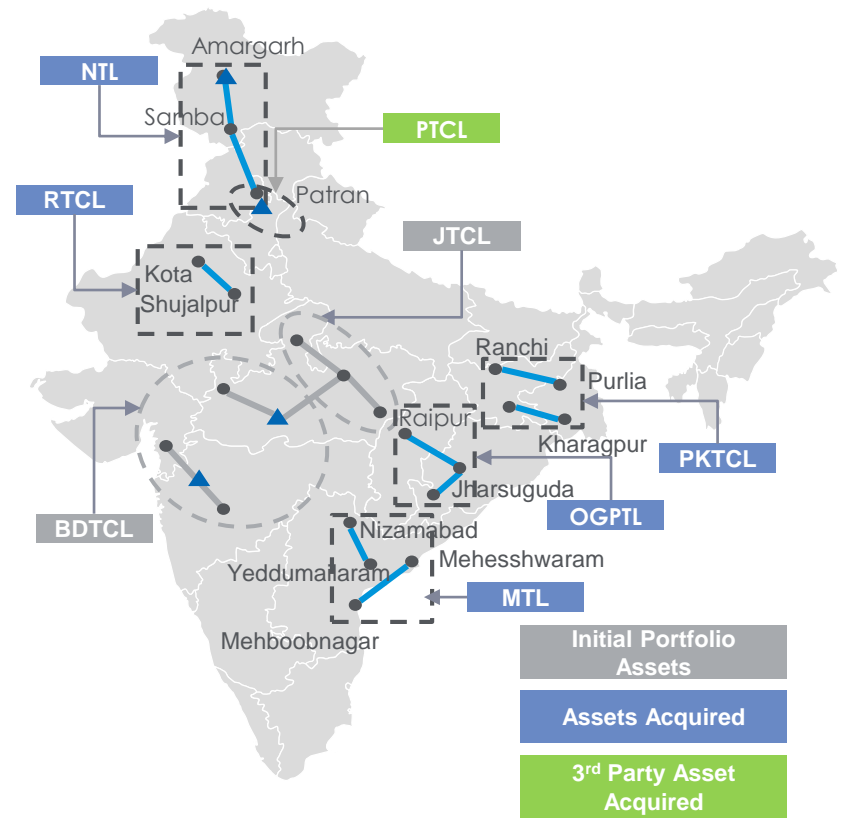 Amargarh
NTL
Samba
PTCL
Patran
RTCL
JTCL
Kota
Shujalpur
Ranchi
Purlia
Raipur
Kharagpur
PKTCL
Jharsuguda
OGPTL
BDTCL
Nizamabad
Mehesshwaram
Yeddumailaram
MTL
Mehboobnagar
Initial Portfolio
Assets
Assets Acquired
3rd Party Asset
Acquired